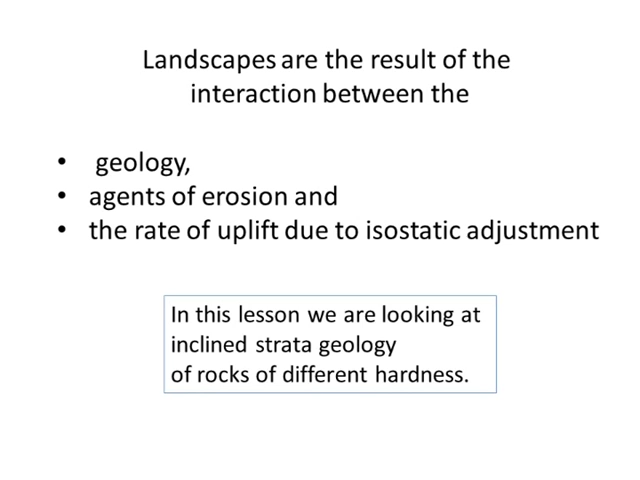 Landscapes are the result of the
interaction between the
• geology,
• agents of erosion and
• the rate of uplift due to isostatic adjustment
In this lesson we are looking at
inclined strata geology
of rocks of different hardness.